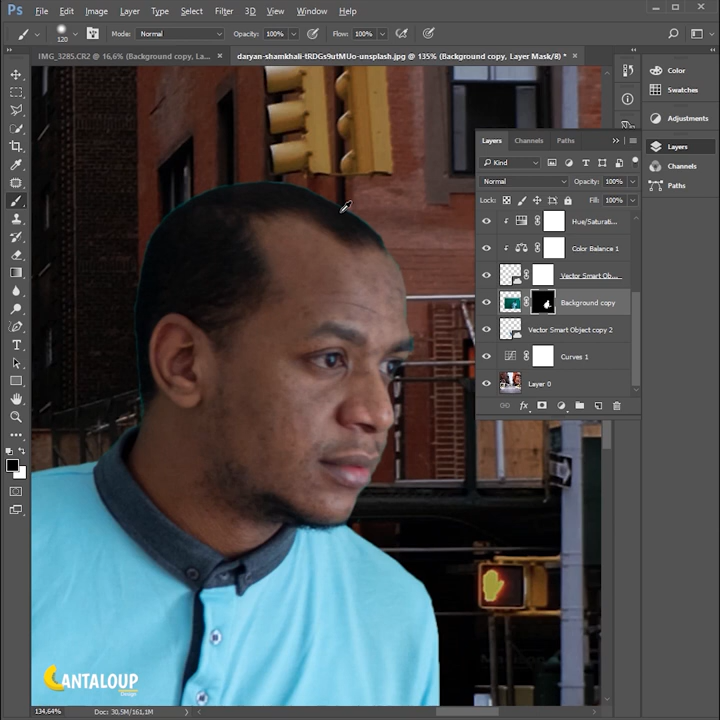 Ps File Edit Image Layer Type Select Filter 3D View Window Help
120 Mode: Normal Opacity: 100% Flow: 100%
IMG_3285.CR2 @ 16,6% (Background copy, La... × daryan-shamkhali-tRDGs9utMUo-unsplash.jpg @ 135% (Background copy, Layer Mask/8) * ×
Color
Swatches
Adjustments
Layers
Channels
Paths
Layers Channels Paths
Kind
Normal Opacity: 100%
Lock: Fill: 100%
Hue/Saturati...
Color Balance 1
Vector Smart Ob...
Background copy
Vector Smart Object copy 2
Curves 1
Layer 0
fx
CANTALOUP
Design
134.64% Doc: 30,5M/161,1M